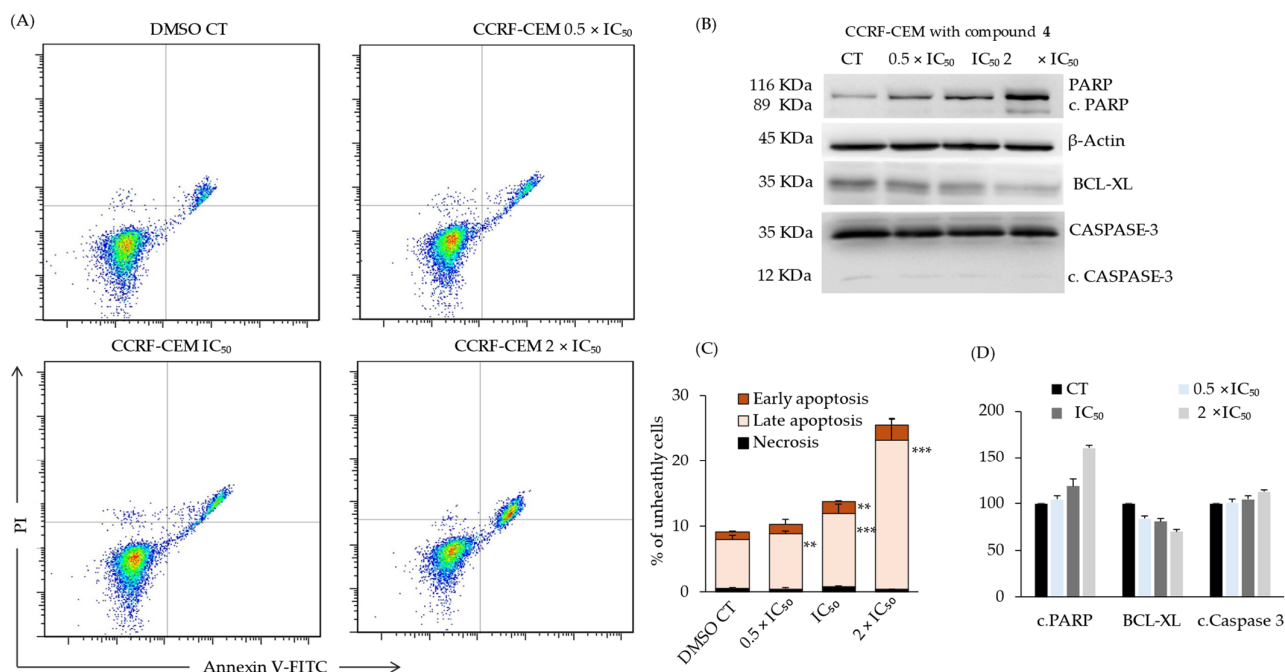 (A)
DMSO CT
CCRF-CEM 0.5 × IC₅₀
CCRF-CEM IC₅₀
CCRF-CEM 2 × IC₅₀
PI
Annexin V-FITC
(B)
CCRF-CEM with compound 4
CT 0.5 × IC₅₀ IC₅₀ 2 × IC₅₀
116 KDa PARP
89 KDa c. PARP
45 KDa β-Actin
35 KDa BCL-XL
35 KDa CASPASE-3
12 KDa c. CASPASE-3
(C)
% of unheathly cells
30
20
10
0
Early apoptosis
Late apoptosis
Necrosis
**
**
***
***
DMSO CT
0.5 × IC₅₀
IC₅₀
2 × IC₅₀
(D)
CT 0.5 ×IC₅₀
IC₅₀ 2 ×IC₅₀
200
150
100
50
0
c.PARP BCL-XL c.Caspase 3